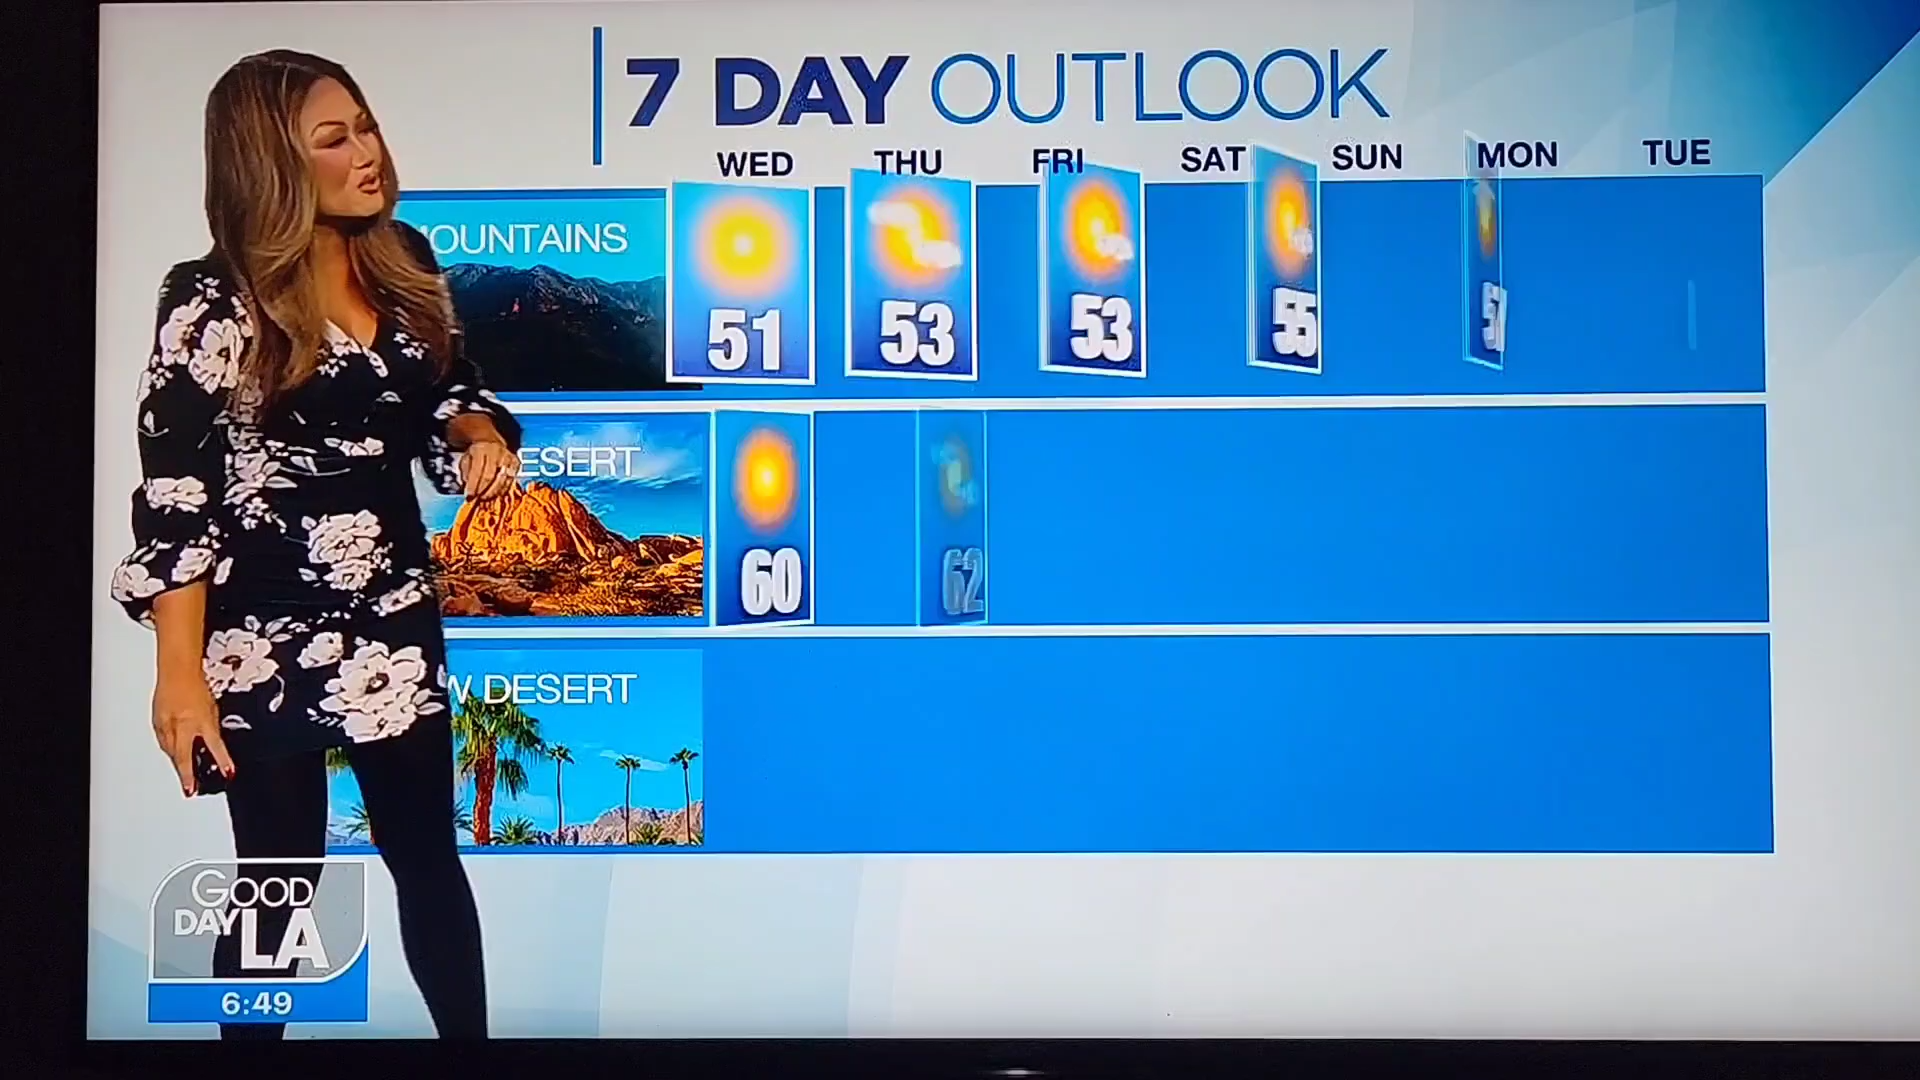 7 DAY OUTLOOK
WED THU FRI SAT SUN MON TUE
OUNTAINS
51 53 53 55
ESERT
60 62
W DESERT
GOOD
DAY LA
6:49